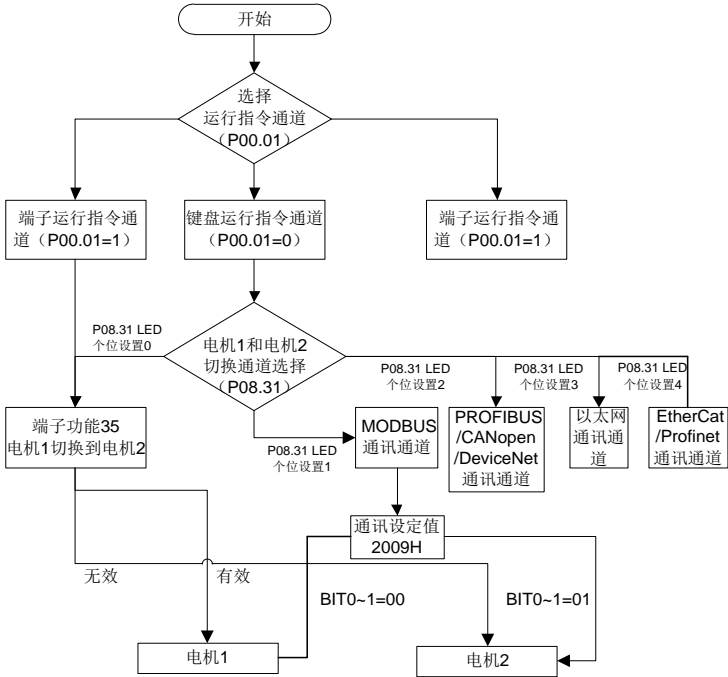 开始
选择
运行指令通道
（P00.01）
端子运行指令通
道（P00.01=1）
键盘运行指令通道
（P00.01=0）
端子运行指令通
道（P00.01=1）
P08.31 LED
个位设置0
电机1和电机2
切换通道选择
（P08.31）
P08.31 LED
个位设置2
P08.31 LED
个位设置3
P08.31 LED
个位设置4
端子功能35
电机1切换到电机2
P08.31 LED
个位设置1
MODBUS
通讯通道
PROFIBUS
/CANopen
/DeviceNet
通讯通道
以太网
通讯通
道
EtherCat
/Profinet
通讯通道
通讯设定值
2009H
无效
有效
BIT0~1=00
BIT0~1=01
电机1
电机2